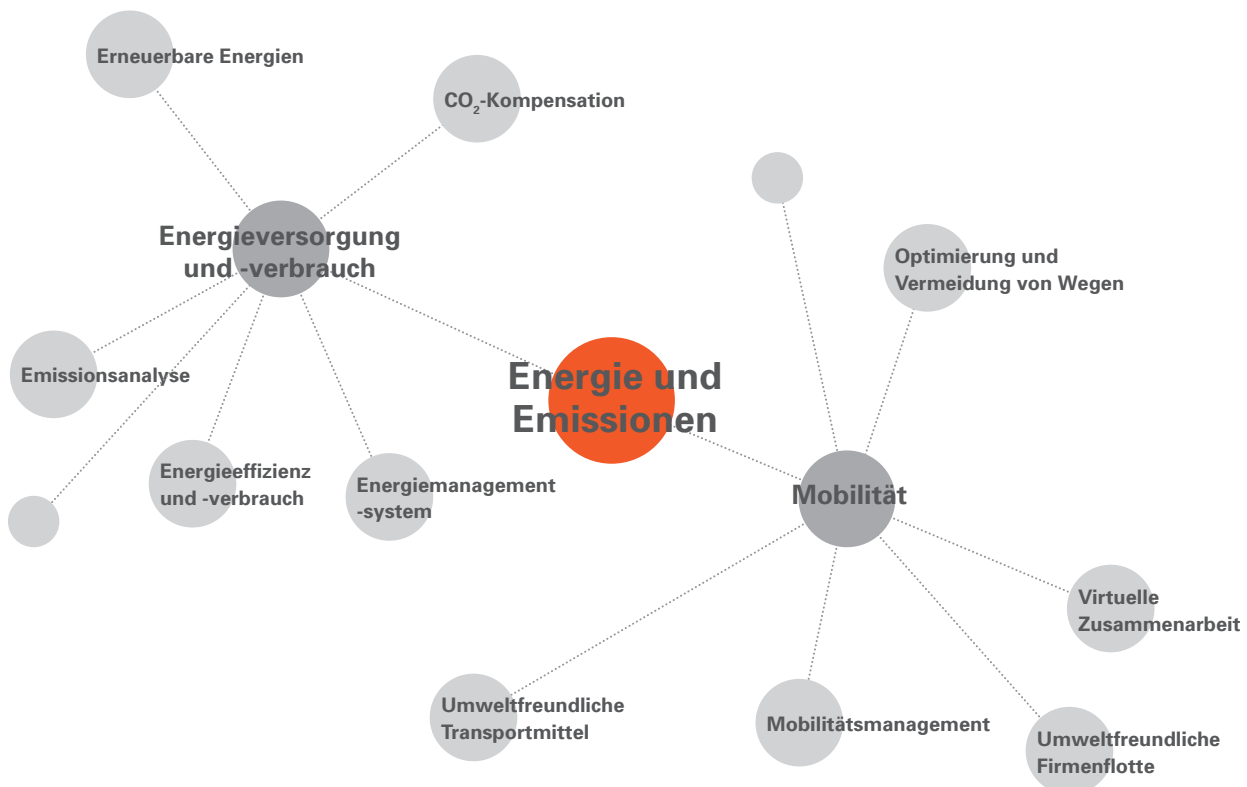 Erneuerbare Energien
CO₂-Kompensation
Energieversorgung
und -verbrauch
Optimierung und
Vermeidung von Wegen
Emissionsanalyse
Energie und
Emissionen
Energieeffizienz
und -verbrauch
Energiemanagement
-system
Mobilität
Virtuelle
Zusammenarbeit
Umweltfreundliche
Transportmittel
Mobilitätsmanagement
Umweltfreundliche
Firmenflotte